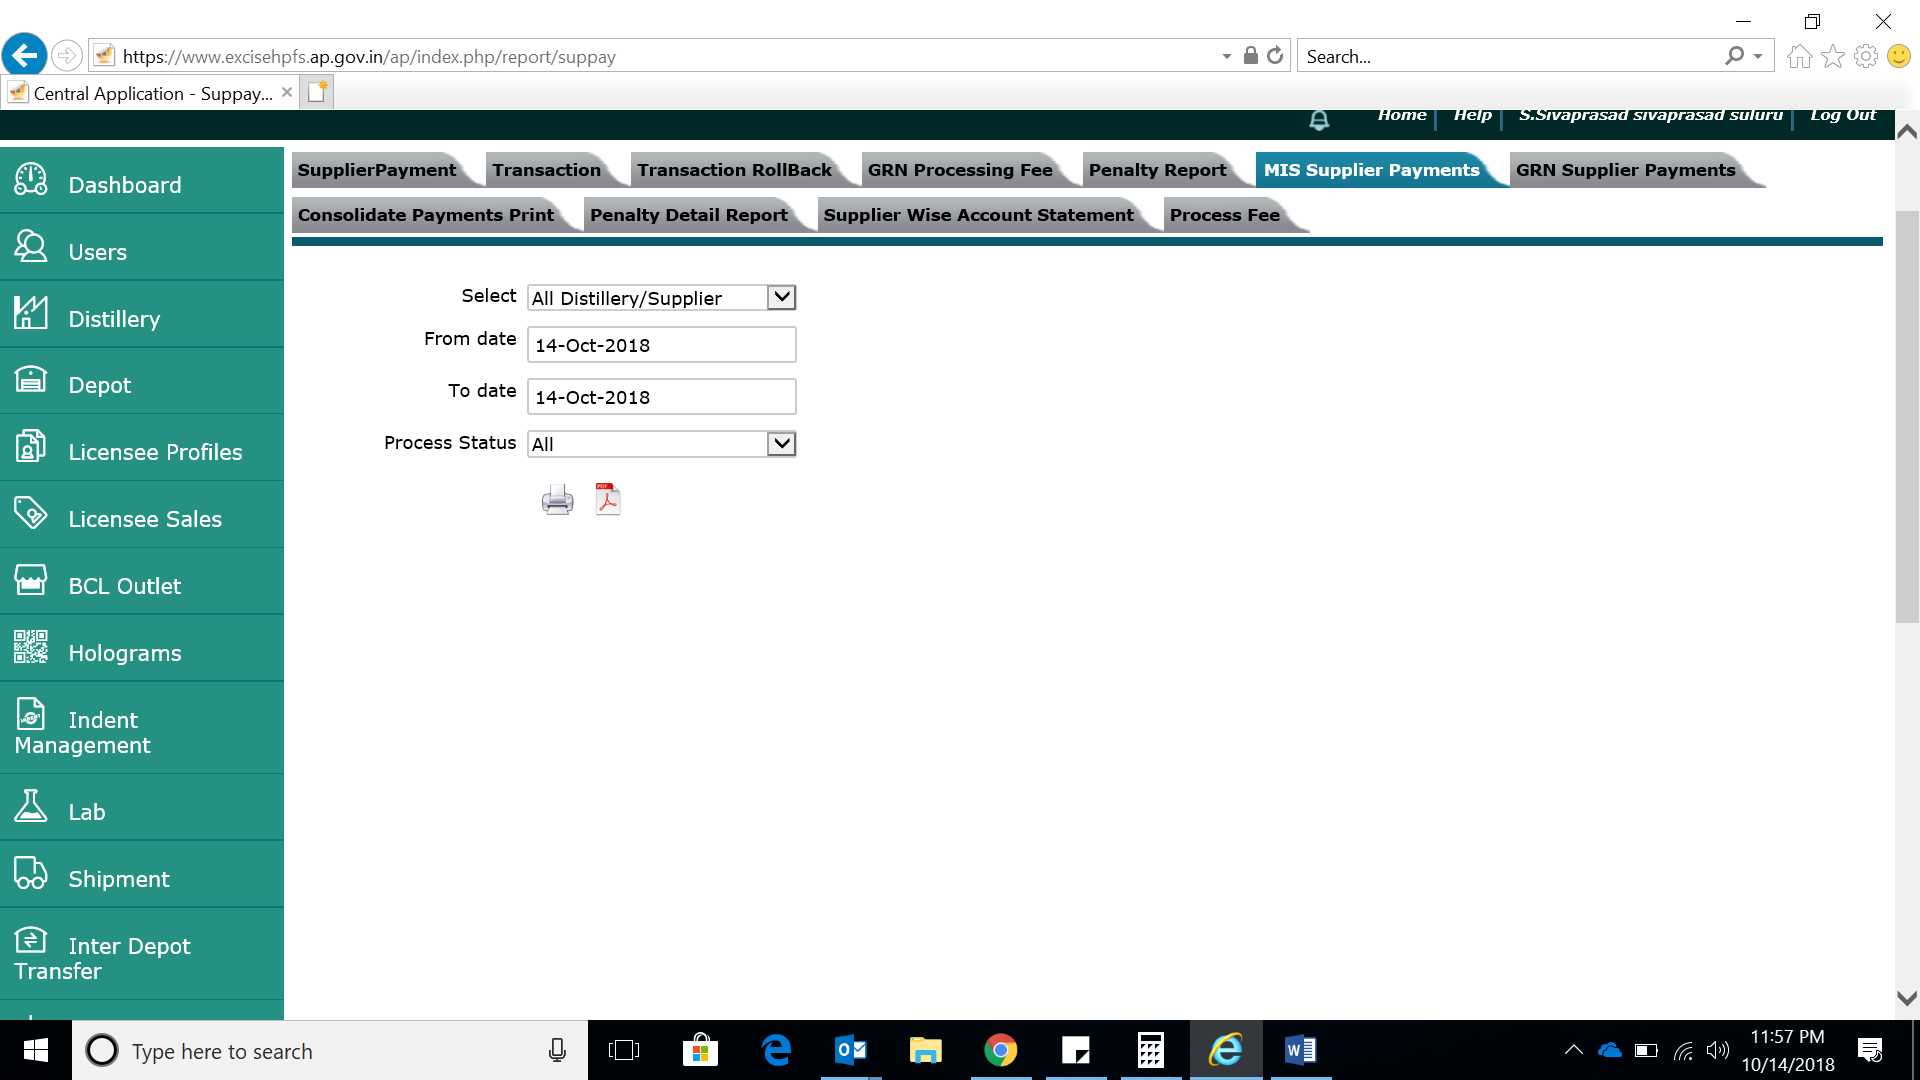 https://www.excisehpfs.ap.gov.in/ap/index.php/report/suppay
Search...
Central Application - Suppay...
Home Help S.Sivaprasad sivaprasad suluru Log Out
SupplierPayment Transaction Transaction RollBack GRN Processing Fee Penalty Report MIS Supplier Payments GRN Supplier Payments
Consolidate Payments Print Penalty Detail Report Supplier Wise Account Statement Process Fee
Dashboard
Users
Distillery
Depot
Licensee Profiles
Licensee Sales
BCL Outlet
Holograms
Indent
Management
Lab
Shipment
Inter Depot
Transfer
Select All Distillery/Supplier
From date 14-Oct-2018
To date 14-Oct-2018
Process Status All
PDF
Type here to search
11:57 PM
10/14/2018